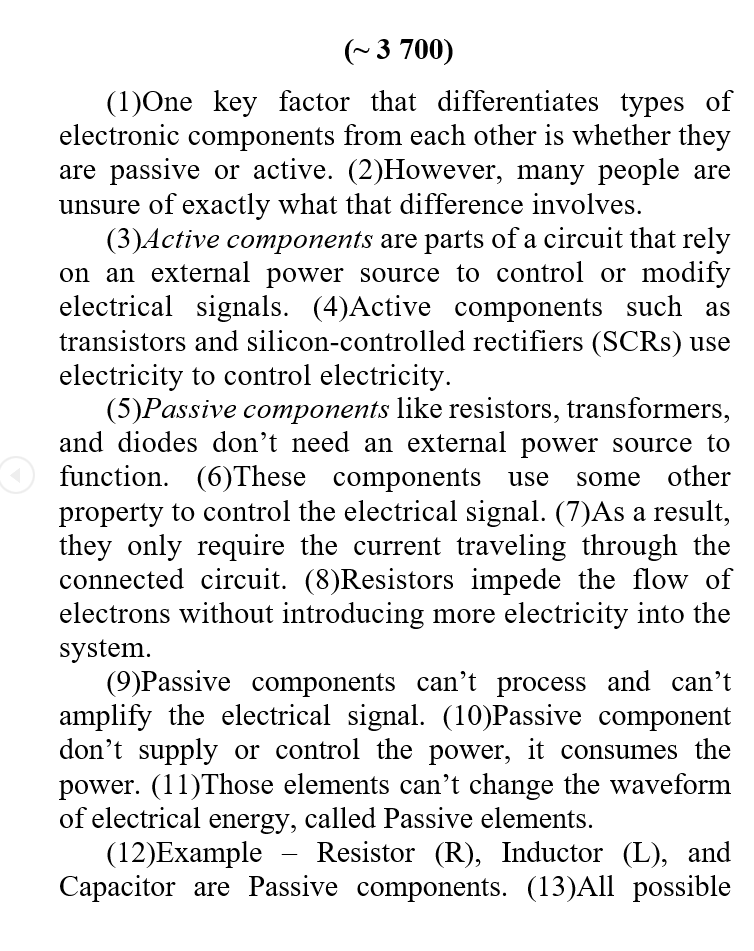 (~ 3 700)
(1)One key factor that differentiates types of
electronic components from each other is whether they
are passive or active. (2)However, many people are
unsure of exactly what that difference involves.
(3)Active components are parts of a circuit that rely
on an external power source to control or modify
electrical signals. (4)Active components such as
transistors and silicon-controlled rectifiers (SCRs) use
electricity to control electricity.
(5)Passive components like resistors, transformers,
and diodes don’t need an external power source to
function. (6)These components use some other
property to control the electrical signal. (7)As a result,
they only require the current traveling through the
connected circuit. (8)Resistors impede the flow of
electrons without introducing more electricity into the
system.
(9)Passive components can’t process and can’t
amplify the electrical signal. (10)Passive component
don’t supply or control the power, it consumes the
power. (11)Those elements can’t change the waveform
of electrical energy, called Passive elements.
(12)Example – Resistor (R), Inductor (L), and
Capacitor are Passive components. (13)All possible